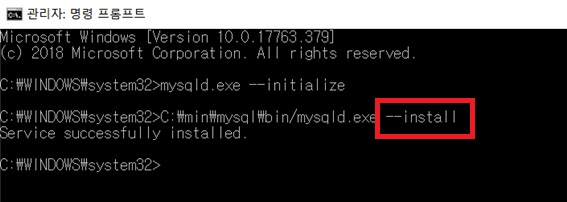 관리자: 명령 프롬프트
Microsoft Windows [Version 10.0.17763.379]
(c) 2018 Microsoft Corporation. All rights reserved.
C:₩WINDOWS₩system32>mysqld.exe --initialize
C:₩WINDOWS₩system32>C:₩min₩mysql₩bin/mysqld.exe --install
Service successfully installed.
C:₩WINDOWS₩system32>